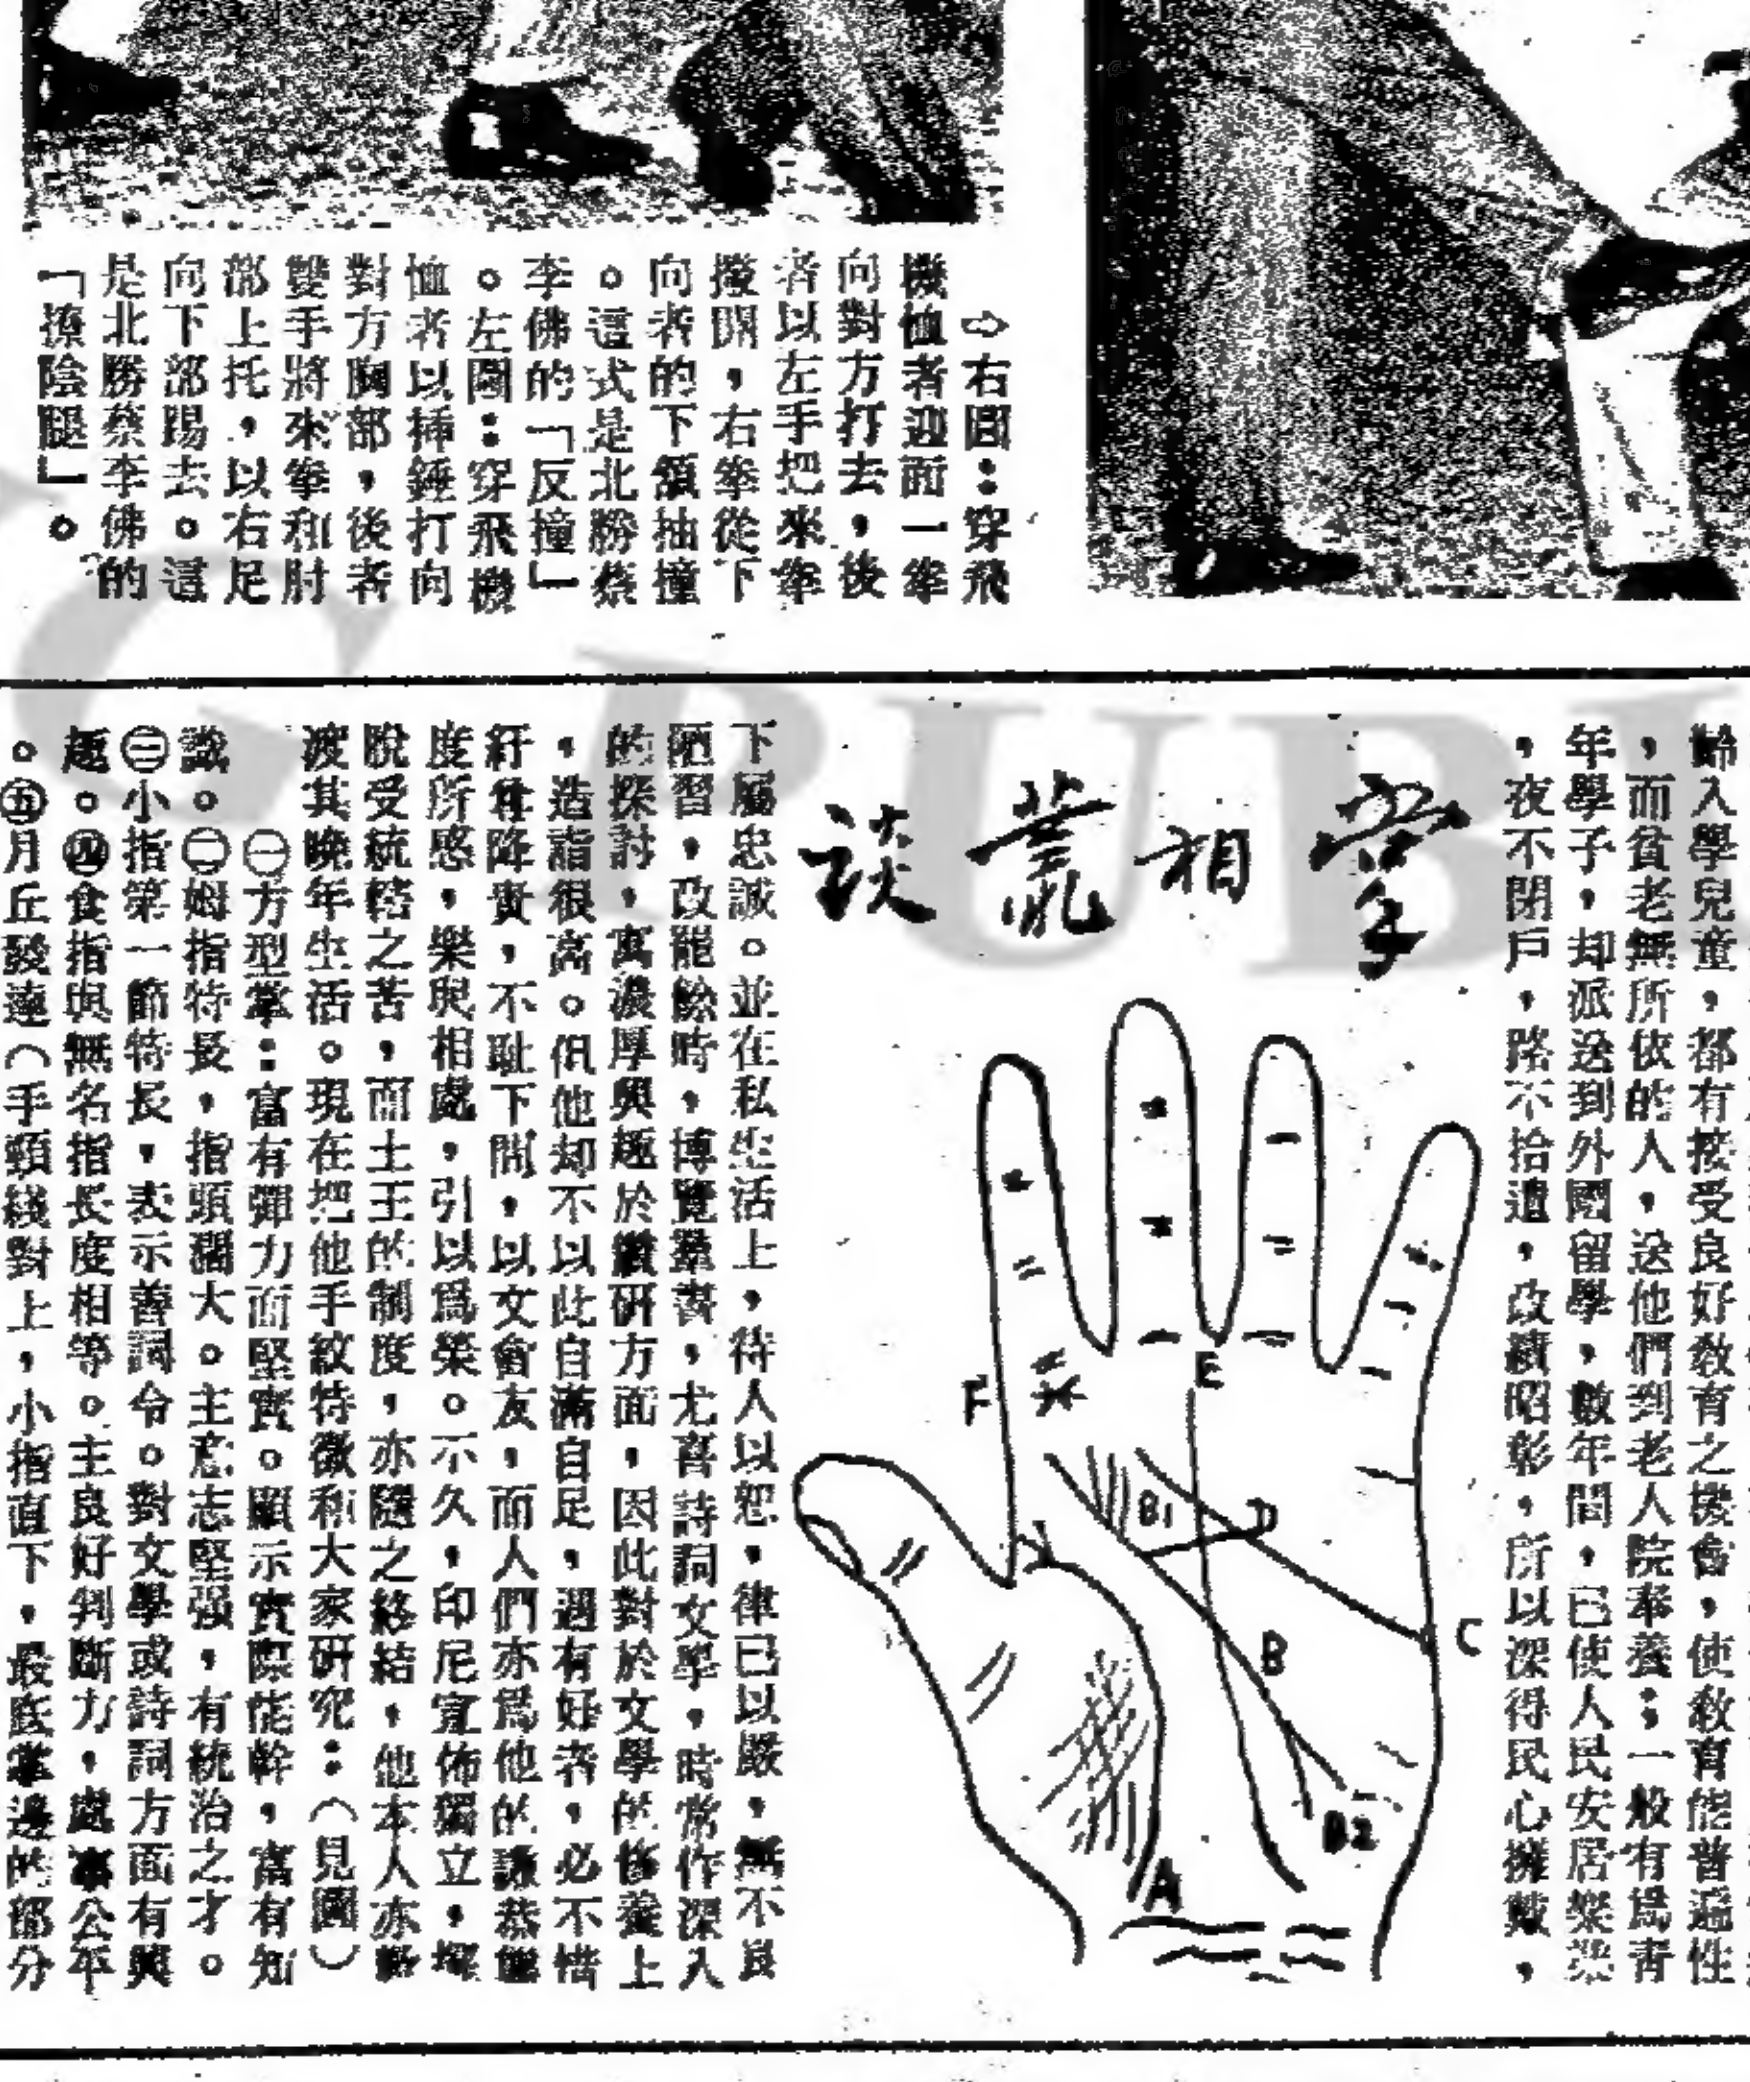 ⇨右圖：穿飛
機恤者迎面一拳
向對方打去，後
者以左手把來拳
撥開，右拳從下
向者的下頷抽撞
。這式是北勝蔡
李佛的「反撞」
。左圖：穿飛機
恤者以揷錘打向
對方胸部，後者
雙手將來拳和肘
部上托，以右足
向下部踢去。這
是北勝蔡李佛的
「撩陰腿」。
齡入學兒童，都有接受良好敎育之機會，使敎育能普遍性
，而貧老無所依的人，送他們到老人院奉養；一般有爲青
年學子，却派送到外國留學，數年間，已使人民安居樂業
，夜不閉戶，路不拾遺，政績昭彰，所以深得民心擁戴，
掌相叢談
F
E
B1
D
C
B
B2
A
下屬忠誠。並在私生活上，待人以恕，律已以嚴，無不良
陋習，改罷餘時，博覽羣書，尤喜詩詞文學，時常作深入
的探討，寓濃厚興趣於鑽研方面，因此對於文學的修養上
，造詣很高。但他却不以此自滿自足，遇有好者，必不惜
紆尊降貴，不耻下問，以文會友，而人們亦爲他的謙恭
度所感，樂與相處，引以爲榮。不久，印尼宣佈獨立，
脫受統轄之苦，而土王的制度，亦隨之終結，他本人亦
渡其晚年生活。現在把他手紋特徵和大家硏究：（見圖）
㊀方型掌：富有彈力而堅實。顯示實際能幹，富有知
識。㊁姆指特長，指頭濶大。主意志堅强，有統治之才。
㊂小指第一節特長，表示善詞令。對文學或詩詞方面有興
趣。㊃食指與無名指長度相等。主良好判斷力，處事公平
。㊄月丘發達（手頸綫對上，小指直下，最底掌邊的部分
PUBL